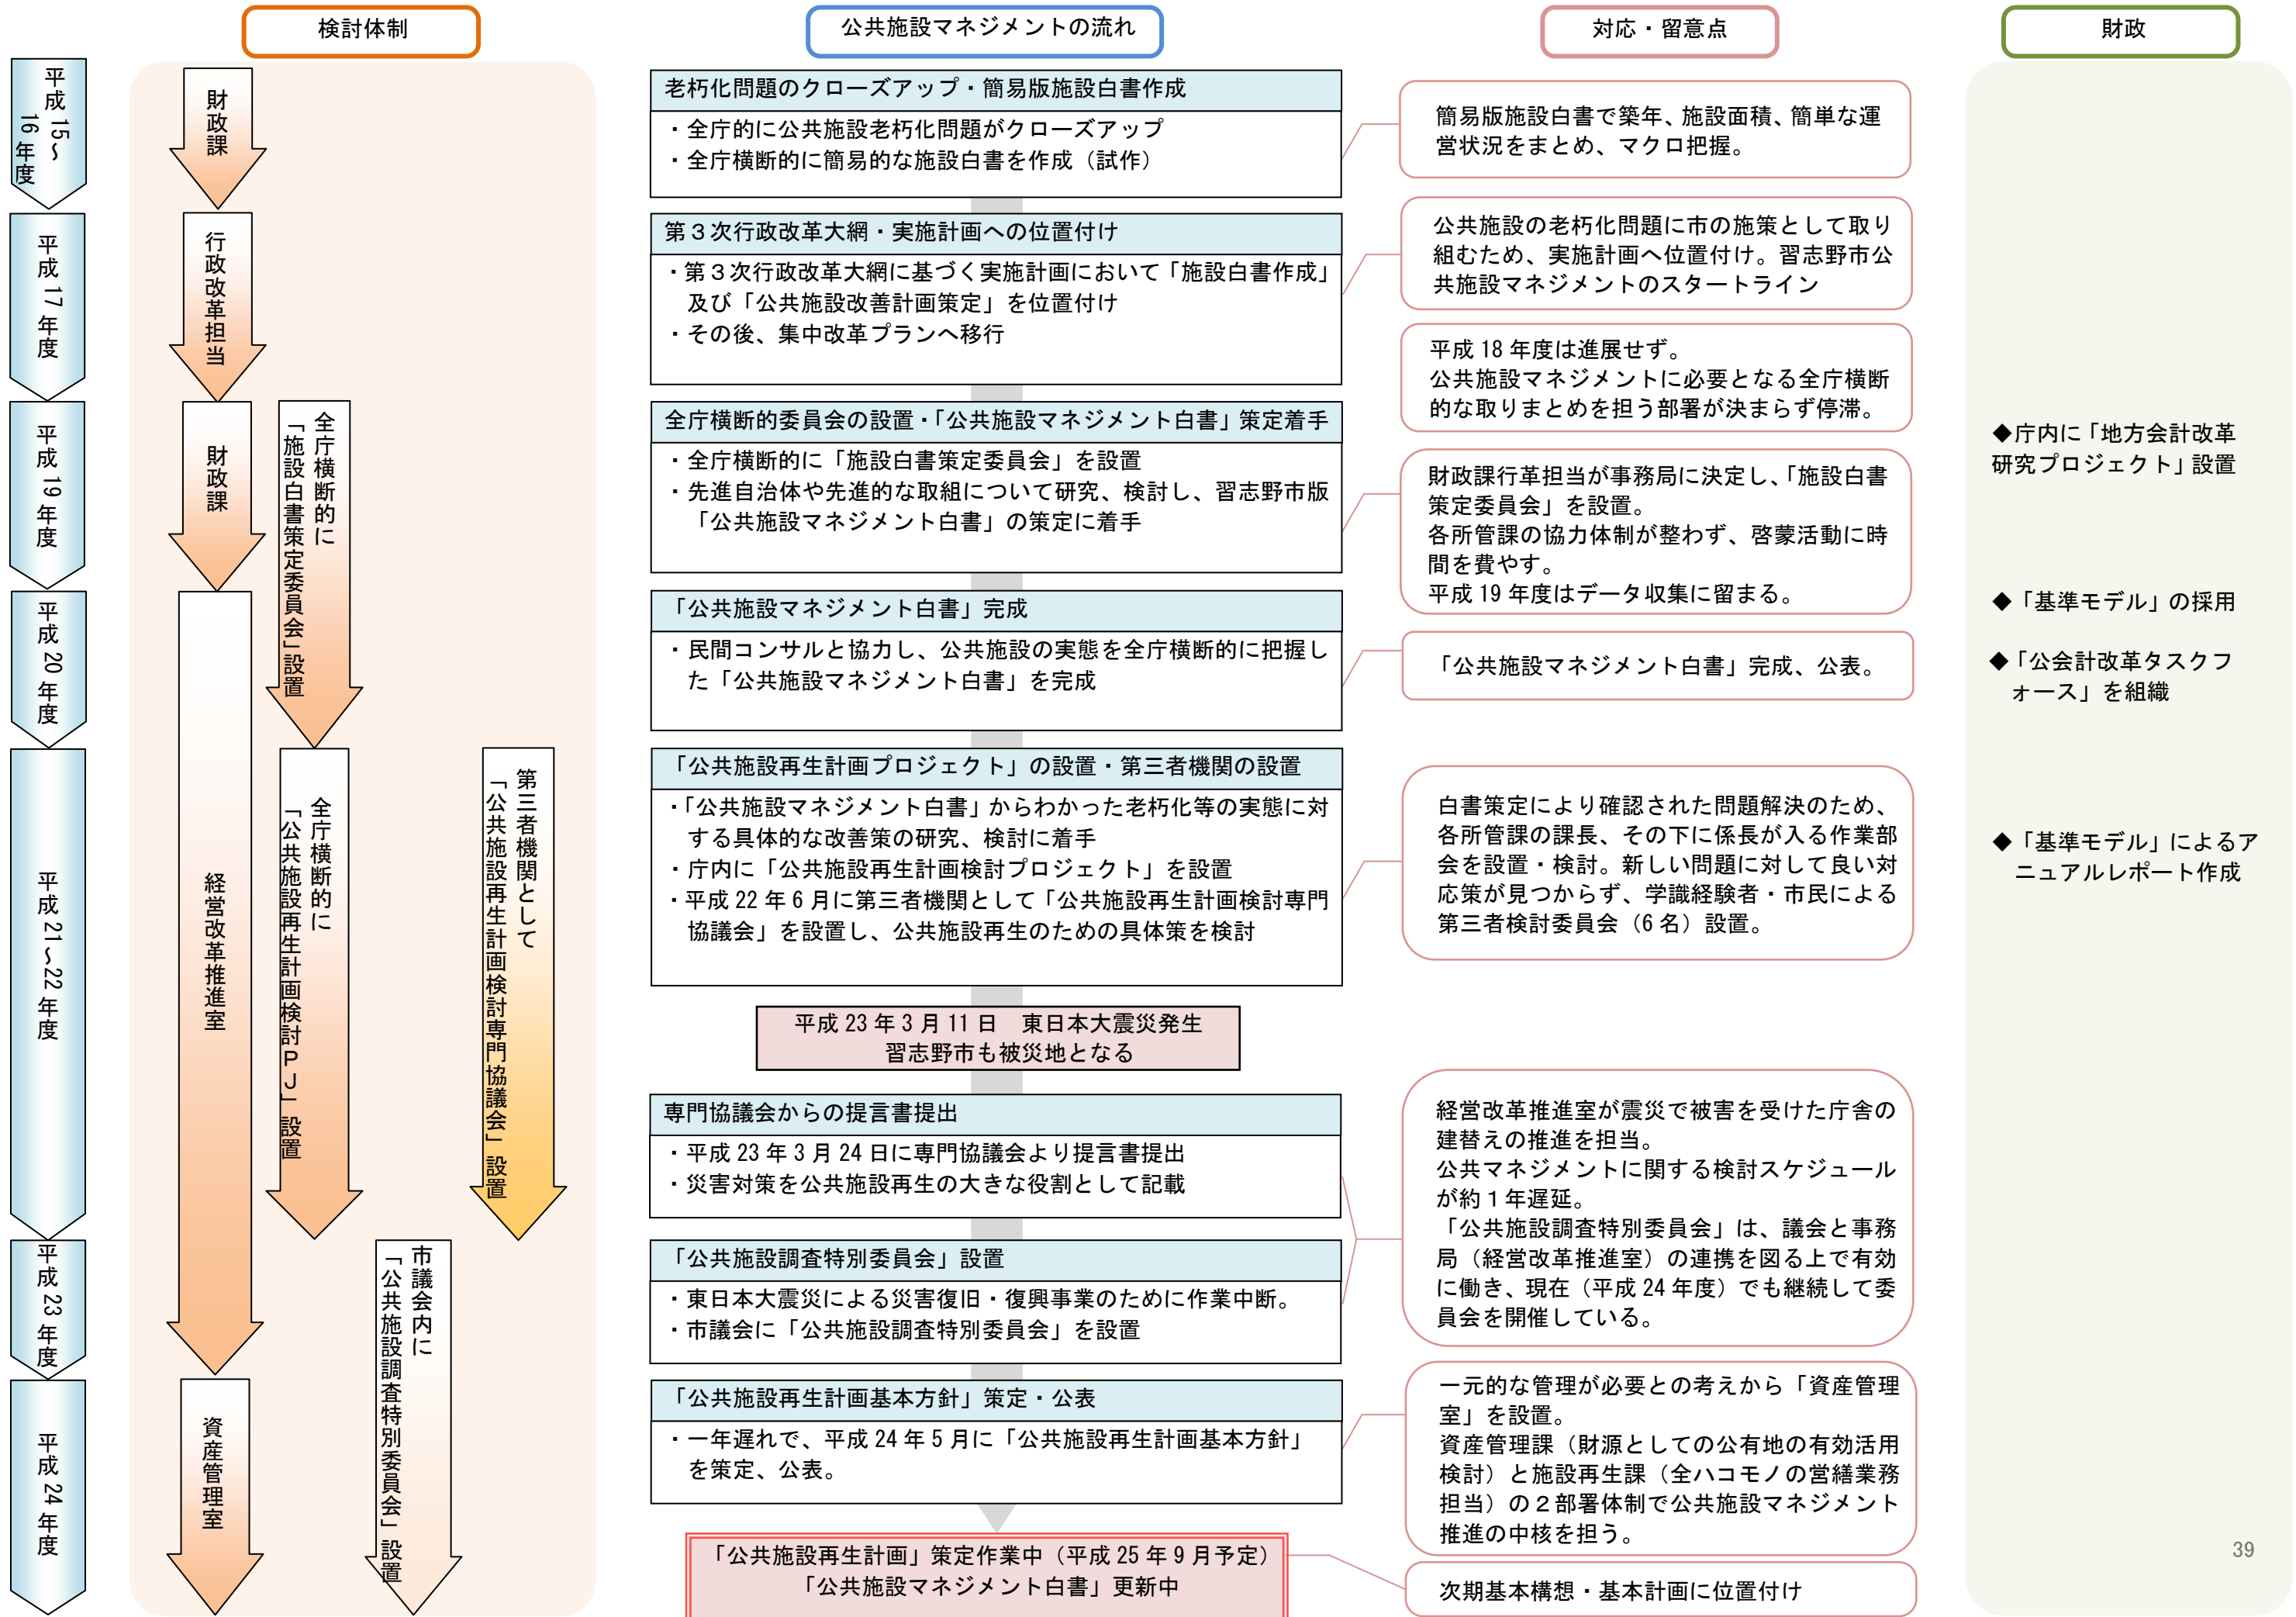 検討体制
公共施設マネジメントの流れ
対応・留意点
財政
平成15～
16年度
平成17年度
平成19年度
平成20年度
平成21～22年度
平成23年度
平成24年度
財政課
行政改革担当
財政課
全庁横断的に
「施設白書策定委員会」設置
経営改革推進室
全庁横断的に
「公共施設再生計画検討ＰＪ」設置
第三者機関として
「公共施設再生計画検討専門協議会」設置
市議会内に
「公共施設調査特別委員会」設置
資産管理室
老朽化問題のクローズアップ・簡易版施設白書作成
・全庁的に公共施設老朽化問題がクローズアップ
・全庁横断的に簡易的な施設白書を作成（試作）
第３次行政改革大綱・実施計画への位置付け
・第３次行政改革大綱に基づく実施計画において「施設白書作成」
及び「公共施設改善計画策定」を位置付け
・その後、集中改革プランへ移行
全庁横断的委員会の設置・「公共施設マネジメント白書」策定着手
・全庁横断的に「施設白書策定委員会」を設置
・先進自治体や先進的な取組について研究、検討し、習志野市版
「公共施設マネジメント白書」の策定に着手
「公共施設マネジメント白書」完成
・民間コンサルと協力し、公共施設の実態を全庁横断的に把握し
た「公共施設マネジメント白書」を完成
「公共施設再生計画プロジェクト」の設置・第三者機関の設置
・「公共施設マネジメント白書」からわかった老朽化等の実態に対
する具体的な改善策の研究、検討に着手
・庁内に「公共施設再生計画検討プロジェクト」を設置
・平成22年6月に第三者機関として「公共施設再生計画検討専門
協議会」を設置し、公共施設再生のための具体策を検討
平成23年3月11日　東日本大震災発生
習志野市も被災地となる
専門協議会からの提言書提出
・平成23年3月24日に専門協議会より提言書提出
・災害対策を公共施設再生の大きな役割として記載
「公共施設調査特別委員会」設置
・東日本大震災による災害復旧・復興事業のために作業中断。
・市議会に「公共施設調査特別委員会」を設置
「公共施設再生計画基本方針」策定・公表
・一年遅れで、平成24年5月に「公共施設再生計画基本方針」
を策定、公表。
「公共施設再生計画」策定作業中（平成25年9月予定）
「公共施設マネジメント白書」更新中
簡易版施設白書で築年、施設面積、簡単な運
営状況をまとめ、マクロ把握。
公共施設の老朽化問題に市の施策として取り
組むため、実施計画へ位置付け。習志野市公
共施設マネジメントのスタートライン
平成18年度は進展せず。
公共施設マネジメントに必要となる全庁横断
的な取りまとめを担う部署が決まらず停滞。
財政課行革担当が事務局に決定し、「施設白書
策定委員会」を設置。
各所管課の協力体制が整わず、啓蒙活動に時
間を費やす。
平成19年度はデータ収集に留まる。
「公共施設マネジメント白書」完成、公表。
白書策定により確認された問題解決のため、
各所管課の課長、その下に係長が入る作業部
会を設置・検討。新しい問題に対して良い対
応策が見つからず、学識経験者・市民による
第三者検討委員会（6名）設置。
経営改革推進室が震災で被害を受けた庁舎の
建替えの推進を担当。
公共マネジメントに関する検討スケジュール
が約１年遅延。
「公共施設調査特別委員会」は、議会と事務
局（経営改革推進室）の連携を図る上で有効
に働き、現在（平成24年度）でも継続して委
員会を開催している。
一元的な管理が必要との考えから「資産管理
室」を設置。
資産管理課（財源としての公有地の有効活用
検討）と施設再生課（全ハコモノの営繕業務
担当）の２部署体制で公共施設マネジメント
推進の中核を担う。
次期基本構想・基本計画に位置付け
◆庁内に「地方会計改革
研究プロジェクト」設置
◆「基準モデル」の採用
◆「公会計改革タスクフ
ォース」を組織
◆「基準モデル」によるア
ニュアルレポート作成
39